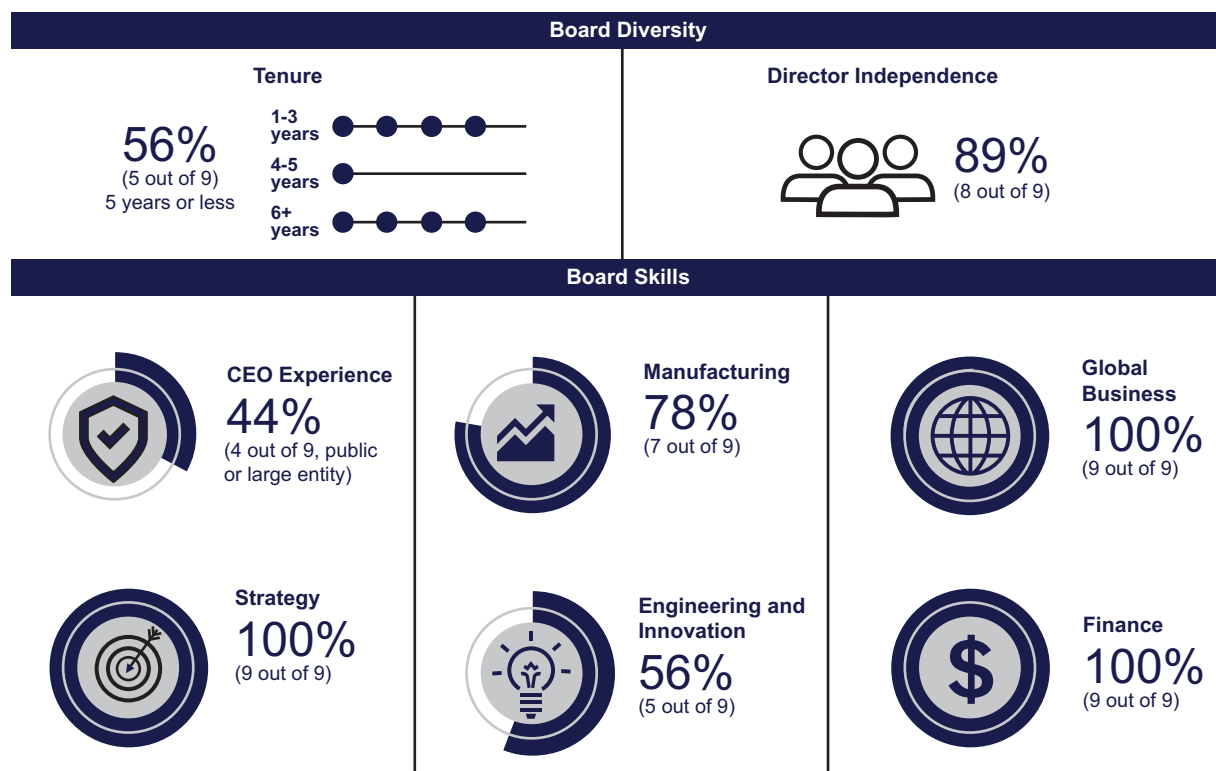 Board Diversity
Tenure
56%
(5 out of 9)
5 years or less
1-3
years
4-5
years
6+
years
Director Independence
89%
(8 out of 9)
Board Skills
CEO Experience
44%
(4 out of 9, public
or large entity)
Manufacturing
78%
(7 out of 9)
Global
Business
100%
(9 out of 9)
Strategy
100%
(9 out of 9)
Engineering and
Innovation
56%
(5 out of 9)
$
Finance
100%
(9 out of 9)